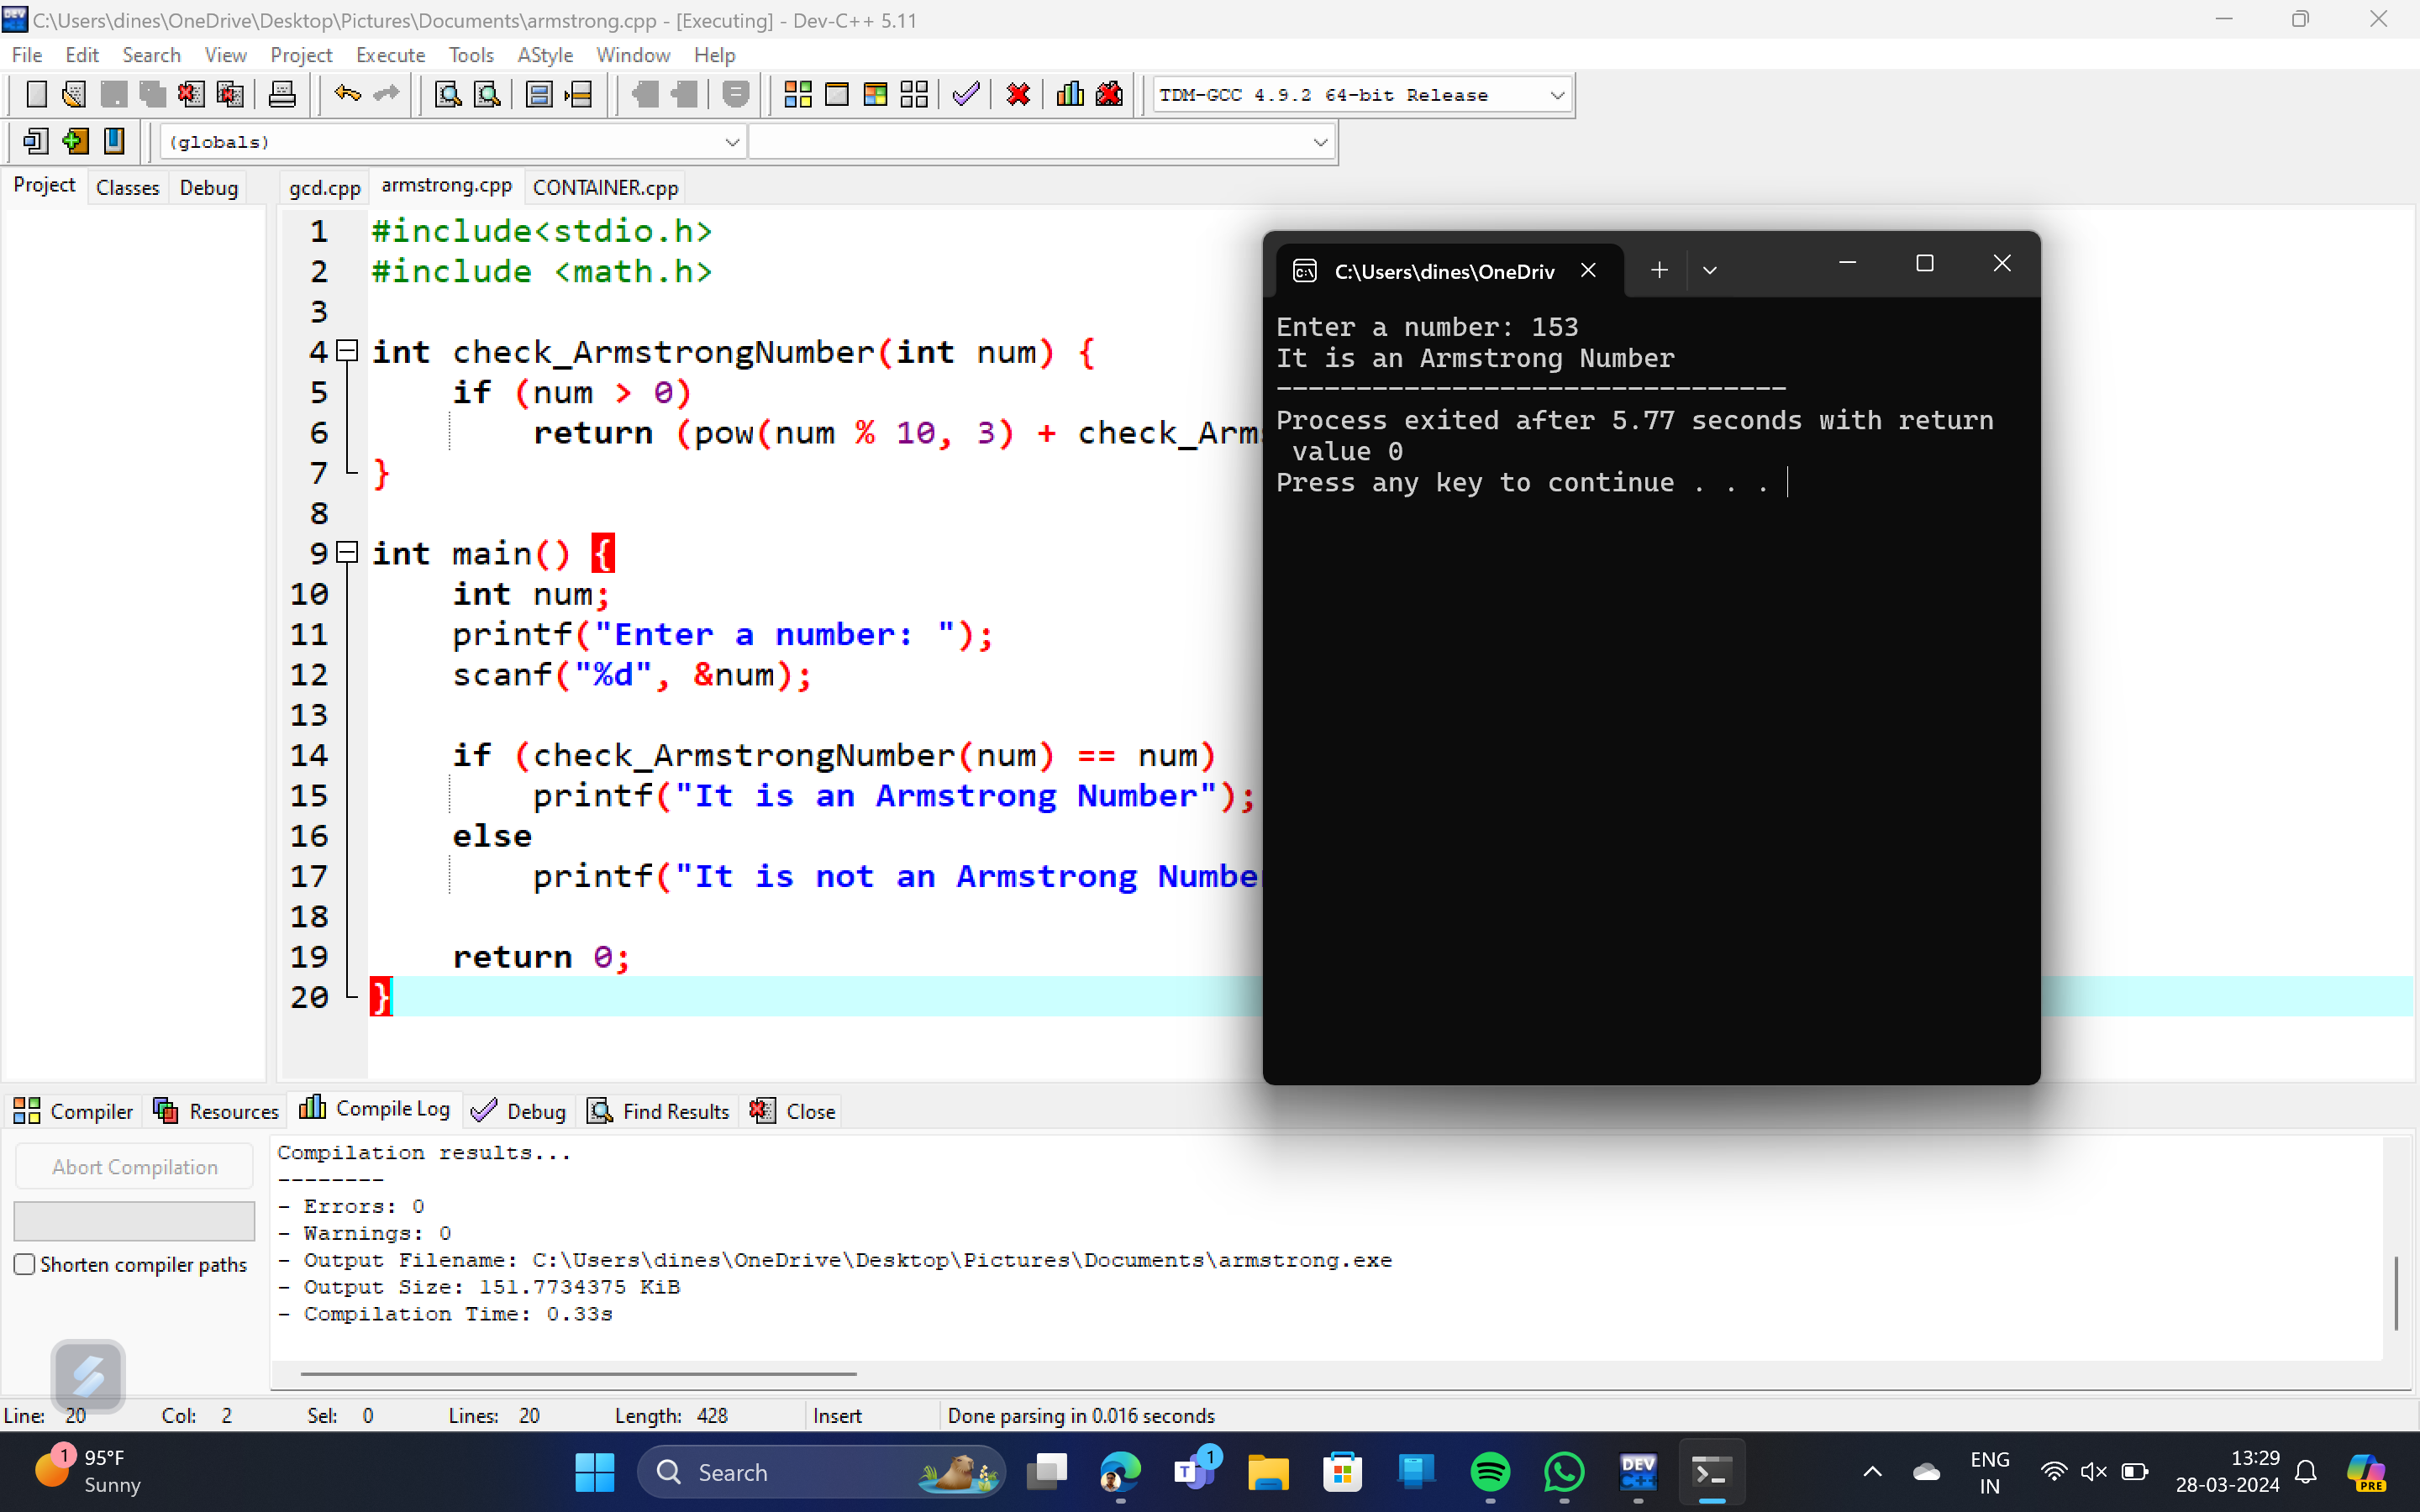 C:\Users\dines\OneDrive\Desktop\Pictures\Documents\armstrong.cpp - [Executing] - Dev-C++ 5.11
File Edit Search View Project Execute Tools AStyle Window Help
TDM-GCC 4.9.2 64-bit Release
(globals)
Project Classes Debug
gcd.cpp armstrong.cpp CONTAINER.cpp
1 #include<stdio.h>
2 #include <math.h>
3
4 int check_ArmstrongNumber(int num) {
5 if (num > 0)
6 return (pow(num % 10, 3) + check_Arm
7 }
8
9 int main() {
10 int num;
11 printf("Enter a number: ");
12 scanf("%d", &num);
13
14 if (check_ArmstrongNumber(num) == num)
15 printf("It is an Armstrong Number");
16 else
17 printf("It is not an Armstrong Numbe
18
19 return 0;
20 }
C:\Users\dines\OneDriv
Enter a number: 153
It is an Armstrong Number
--------------------------------
Process exited after 5.77 seconds with return
value 0
Press any key to continue . . .
Compiler Resources Compile Log Debug Find Results Close
Abort Compilation
Shorten compiler paths
Compilation results...
--------
- Errors: 0
- Warnings: 0
- Output Filename: C:\Users\dines\OneDrive\Desktop\Pictures\Documents\armstrong.exe
- Output Size: 151.7734375 KiB
- Compilation Time: 0.33s
Line: 20 Col: 2 Sel: 0 Lines: 20 Length: 428 Insert Done parsing in 0.016 seconds
1
95°F
Sunny
Search
T
1
DEV
C++
ENG
IN
13:29
28-03-2024
PRE